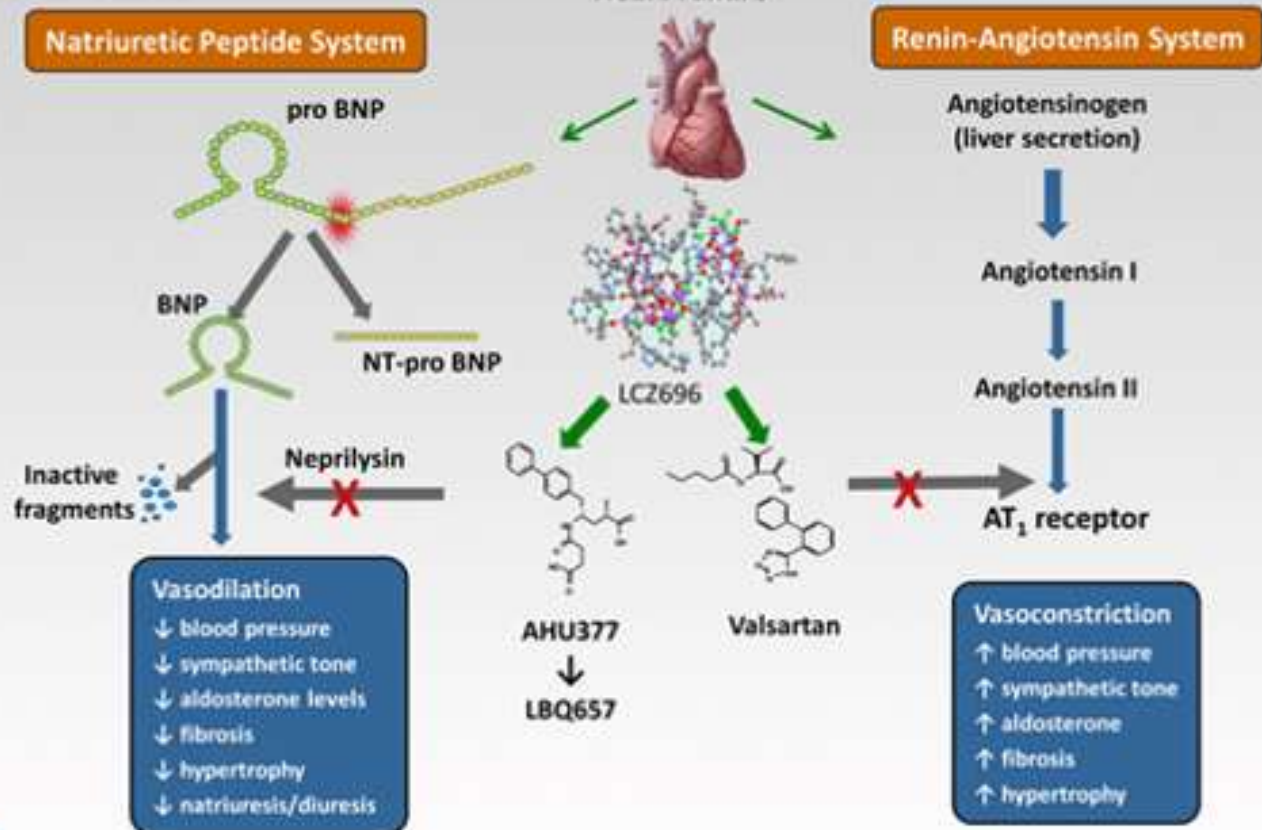 Natriuretic Peptide System
pro BNP
BNP
NT-pro BNP
Inactive
fragments
Neprilysin
X
Vasodilation
↓ blood pressure
↓ sympathetic tone
↓ aldosterone levels
↓ fibrosis
↓ hypertrophy
↓ natriuresis/diuresis
LCZ696
AHU377
↓
LBQ657
Valsartan
X
Renin-Angiotensin System
Angiotensinogen
(liver secretion)
Angiotensin I
Angiotensin II
AT₁ receptor
Vasoconstriction
↑ blood pressure
↑ sympathetic tone
↑ aldosterone
↑ fibrosis
↑ hypertrophy